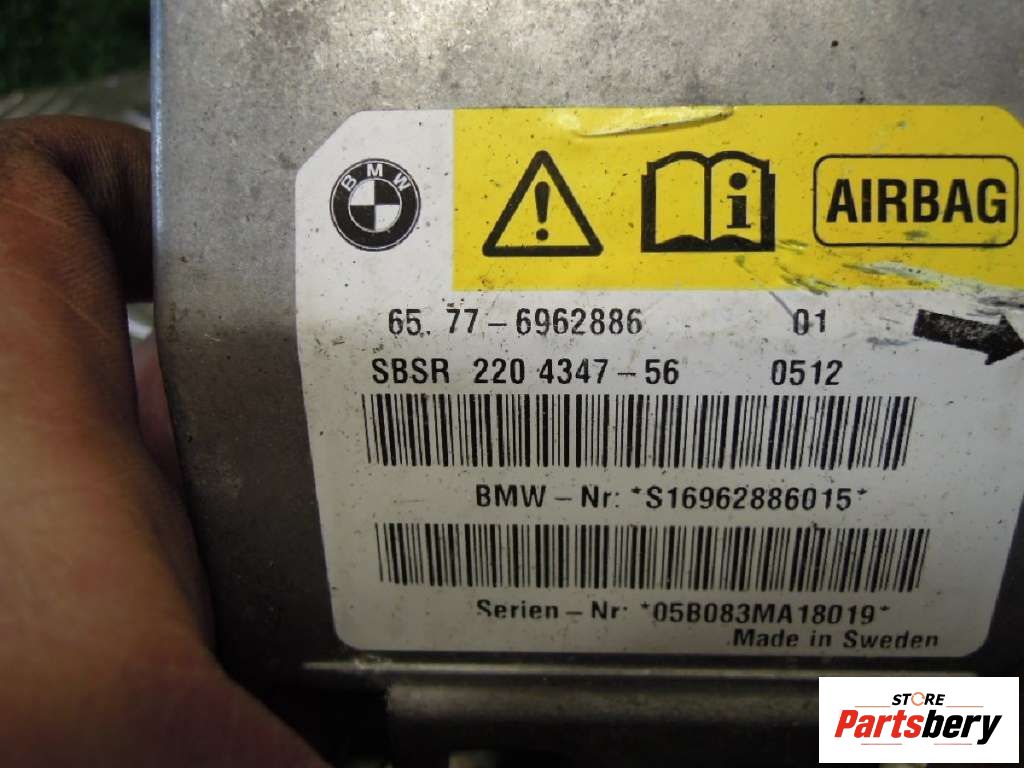 BMW
i
AIRBAG
65. 77-6962886 01
SBSR 220 4347-56 0512
BMW-Nr: *S16962886015*
Serien-Nr: *05B083MA18019*
Made in Sweden
STORE
Partsbery